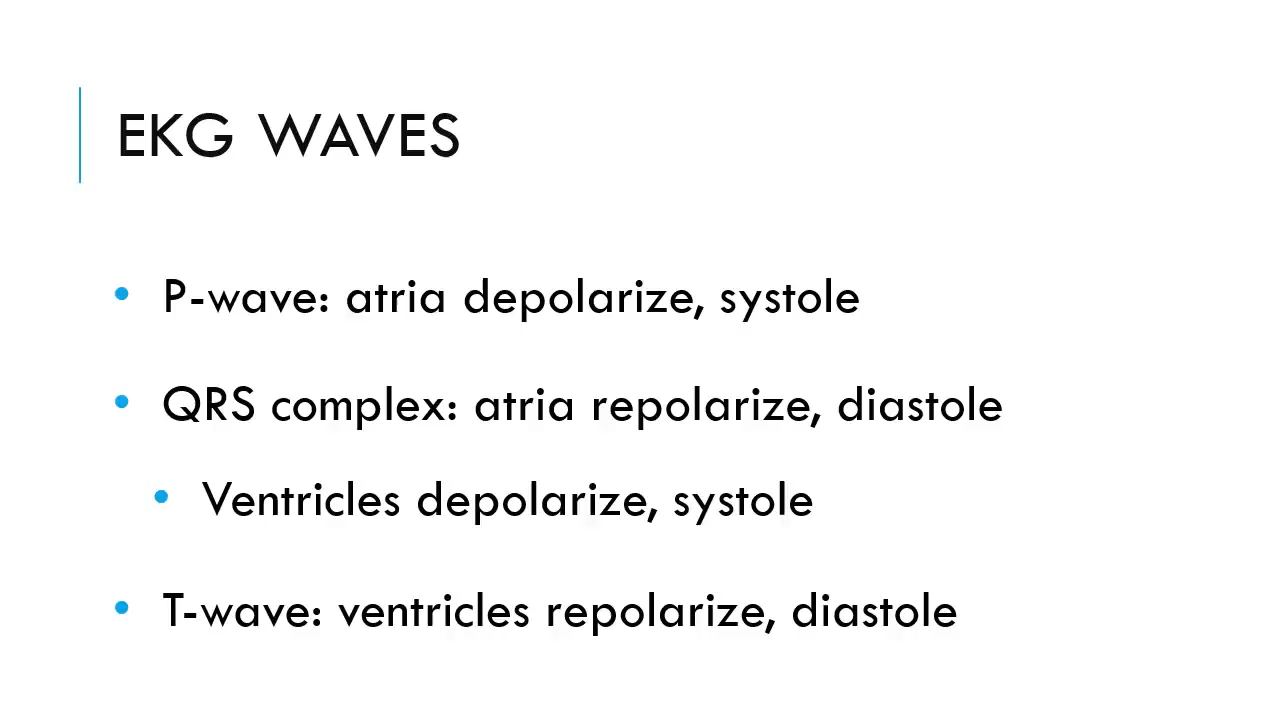 EKG WAVES
• P-wave: atria depolarize, systole
• QRS complex: atria repolarize, diastole
• Ventricles depolarize, systole
• T-wave: ventricles repolarize, diastole